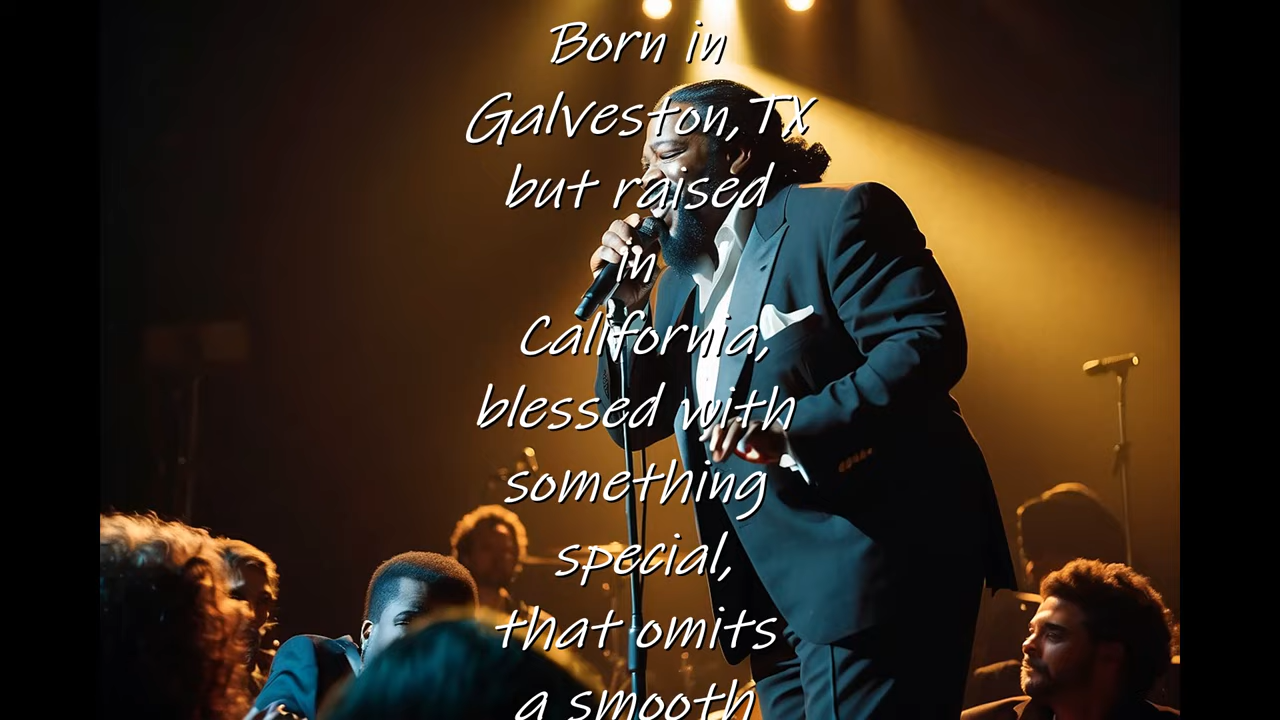 Born in
Galveston,TX
but raised
in
California,
blessed with
something
special,
that omits
a smooth